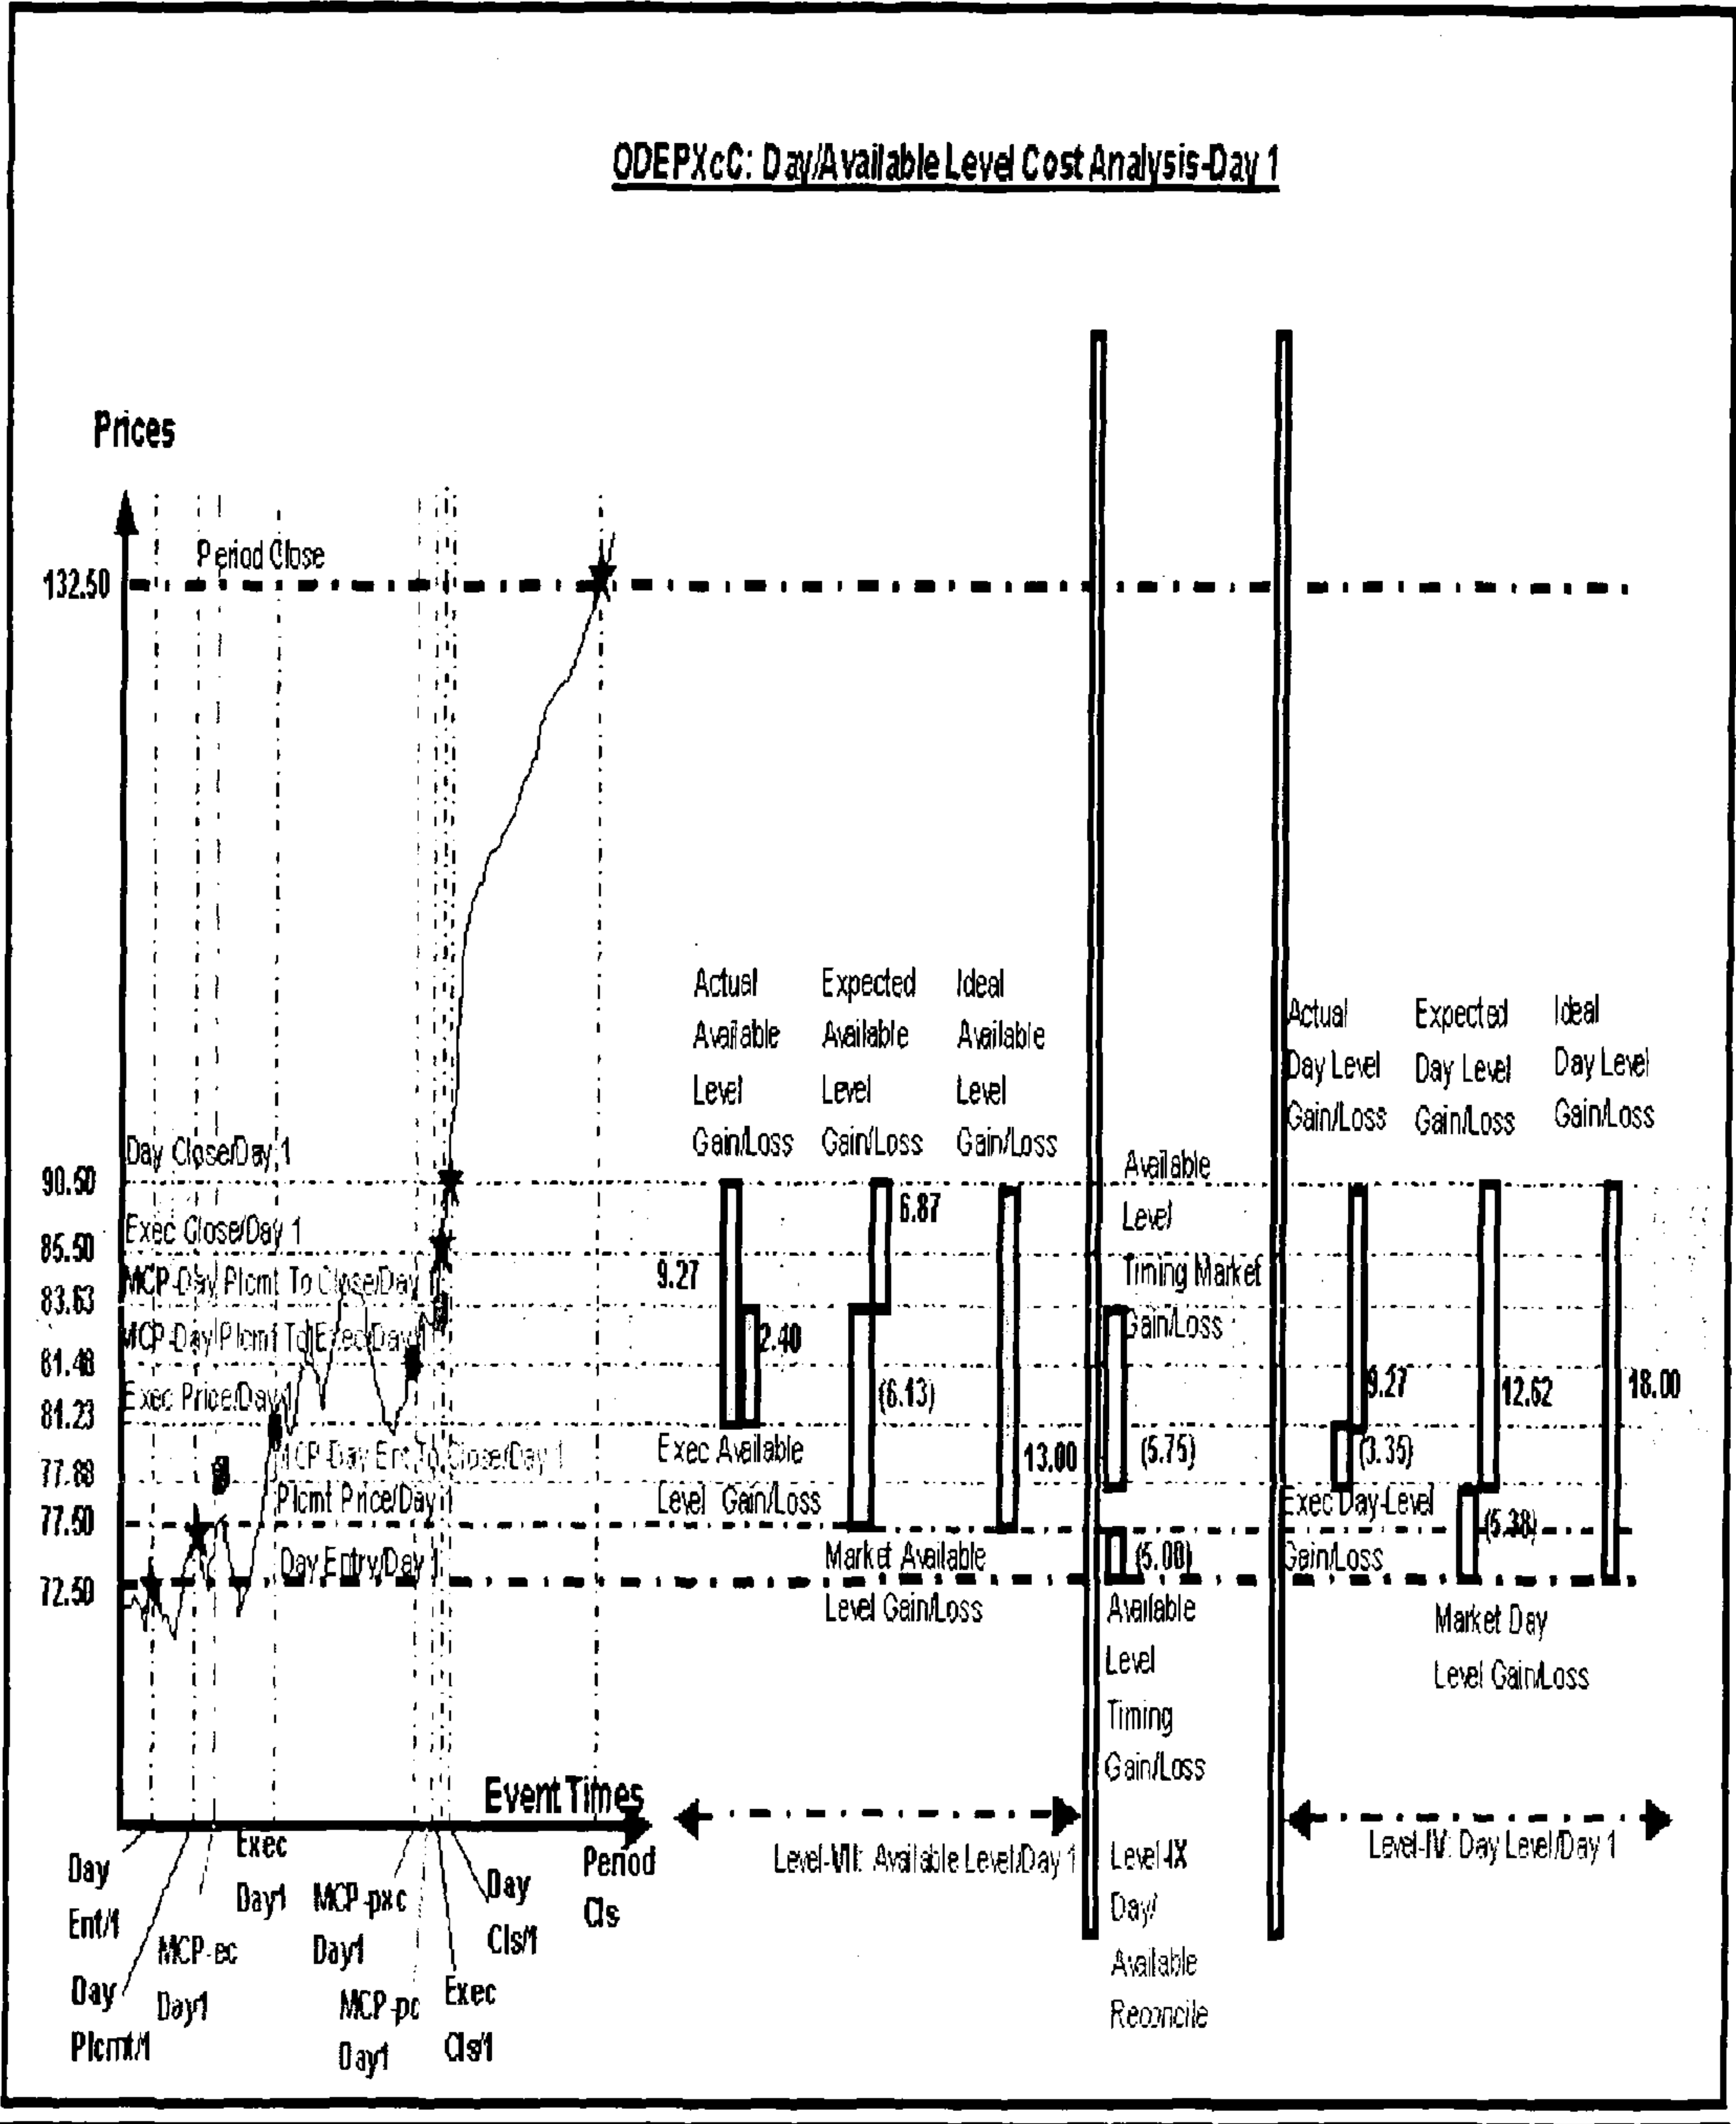 ODEPXcC: Day/Available Level Cost Analysis-Day 1
Prices
Period Close
132.50
Actual Expected Ideal
Available Available Available
Level Level Level
Gain/Loss Gain/Loss Gain/Loss
Actual Expected Ideal
Day Level Day Level Day Level
Gain/Loss Gain/Loss Gain/Loss
Day Close/Day 1
90.50
Exec Close/Day 1
85.50
MCP-Day Plcmt To Close/Day 1
83.63
MCP-Day Plcmt To Exec/Day 1
81.48
Exec Price/Day 1
81.23
MCP-Day Ent To Close/Day 1
77.88
Plcmt Price/Day 1
77.50
Day Entry/Day 1
72.50
9.27
2.40
6.87
(6.13)
13.00
Exec Available
Level Gain/Loss
Market Available
Level Gain/Loss
Available
Level
Timing Market
Gain/Loss
(5.75)
(5.00)
Available
Level
Timing
Gain/Loss
9.27
(3.35)
12.62
(5.38)
18.00
Exec Day-Level
Gain/Loss
Market Day
Level Gain/Loss
Event Times
Day
Ent/1
Day
Plcmt/1
MCP-ec
Day1
Exec
Day1
MCP-pxc
Day1
MCP-pc
Day1
Exec
Cls/1
Day
Cls/1
Period
Cls
Level-VII: Available Level/Day 1
Level-IX
Day/
Available
Reconcile
Level-IV: Day Level/Day 1